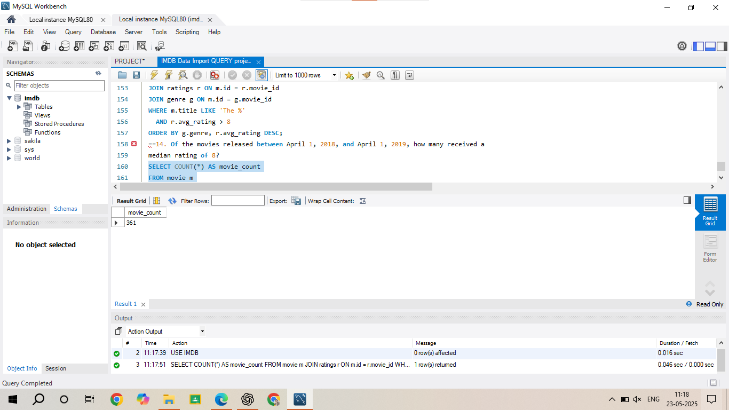 MySQL Workbench
Local instance MySQL80 × Local instance MySQL80 (imd... ×
File Edit View Query Database Server Tools Scripting Help
Navigator
SCHEMAS
Filter objects
imdb
Tables
Views
Stored Procedures
Functions
sakila
sys
world
Administration Schemas
Information
No object selected
Object Info Session
Query Completed
PROJECT* IMDB Data Import QUERY proje... ×
Limit to 1000 rows
153 JOIN ratings r ON m.id = r.movie_id
154 JOIN genre g ON m.id = g.movie_id
155 WHERE m.title LIKE 'The %'
156 AND r.avg_rating > 8
157 ORDER BY g.genre, r.avg_rating DESC;
158 Of the movies released between April 1, 2018, and April 1, 2019, how many received a
159 median rating of 8?
160 SELECT COUNT(*) AS movie_count
161 FROM movie m
Result Grid Filter Rows: Export: Wrap Cell Content:
movie_count
361
Result Grid
Form Editor
Result 1 ×
Read Only
Output
Action Output
# Time Action Message Duration / Fetch
2 11:17:39 USE IMDB 0 row(s) affected 0.016 sec
3 11:17:51 SELECT COUNT(*) AS movie_count FROM movie m JOIN ratings r ON m.id = r.movie_id WH... 1 row(s) returned 0.046 sec / 0.000 sec
ENG
11:18
23-05-2025